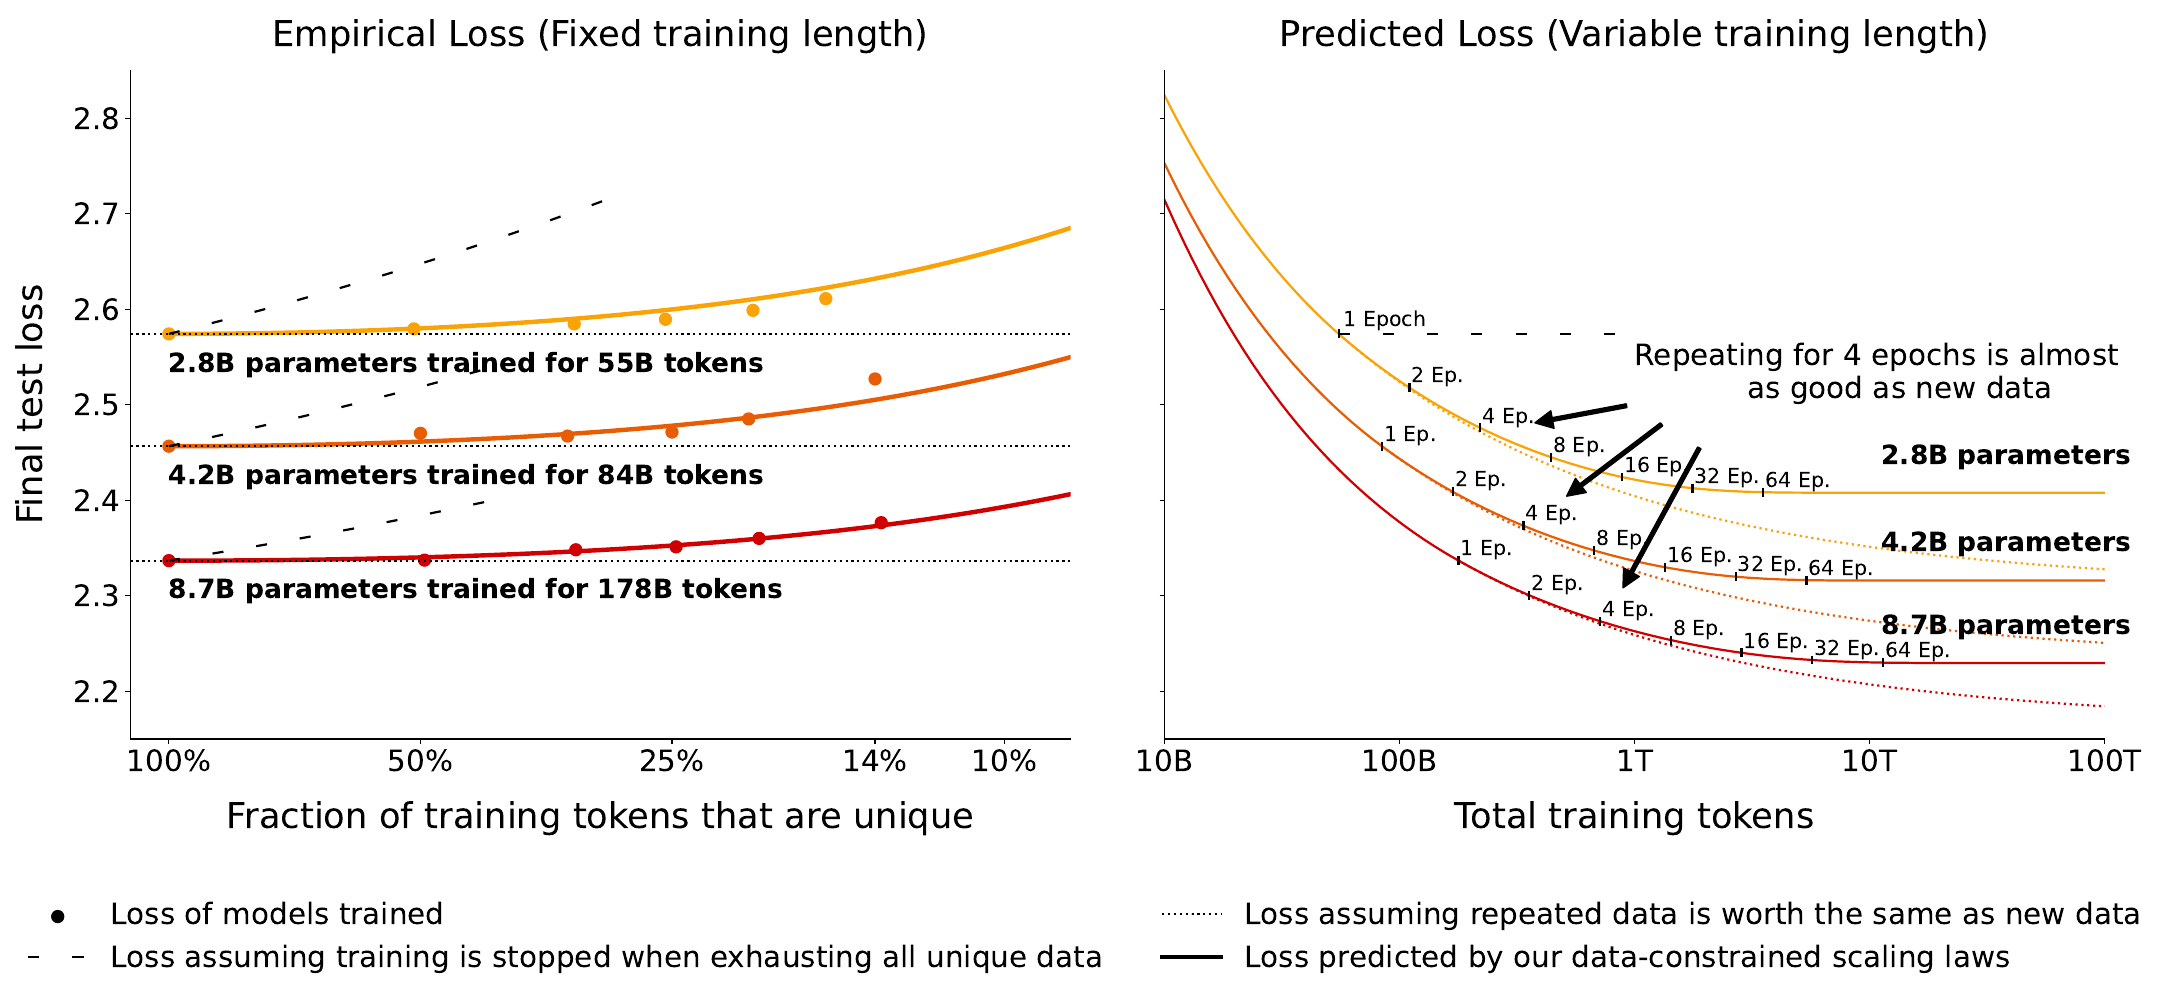 Empirical Loss (Fixed training length)
Final test loss
2.8
2.7
2.6
2.5
2.4
2.3
2.2
2.8B parameters trained for 55B tokens
4.2B parameters trained for 84B tokens
8.7B parameters trained for 178B tokens
100% 50% 25% 14% 10%
Fraction of training tokens that are unique
Predicted Loss (Variable training length)
1 Epoch
Repeating for 4 epochs is almost
as good as new data
2 Ep.
4 Ep.
8 Ep.
16 Ep.
32 Ep.
64 Ep.
2.8B parameters
1 Ep.
2 Ep.
4 Ep.
8 Ep.
16 Ep.
32 Ep.
64 Ep.
4.2B parameters
1 Ep.
2 Ep.
4 Ep.
8 Ep.
16 Ep.
32 Ep.
64 Ep.
8.7B parameters
10B 100B 1T 10T 100T
Total training tokens
Loss of models trained
Loss assuming training is stopped when exhausting all unique data
Loss assuming repeated data is worth the same as new data
Loss predicted by our data-constrained scaling laws